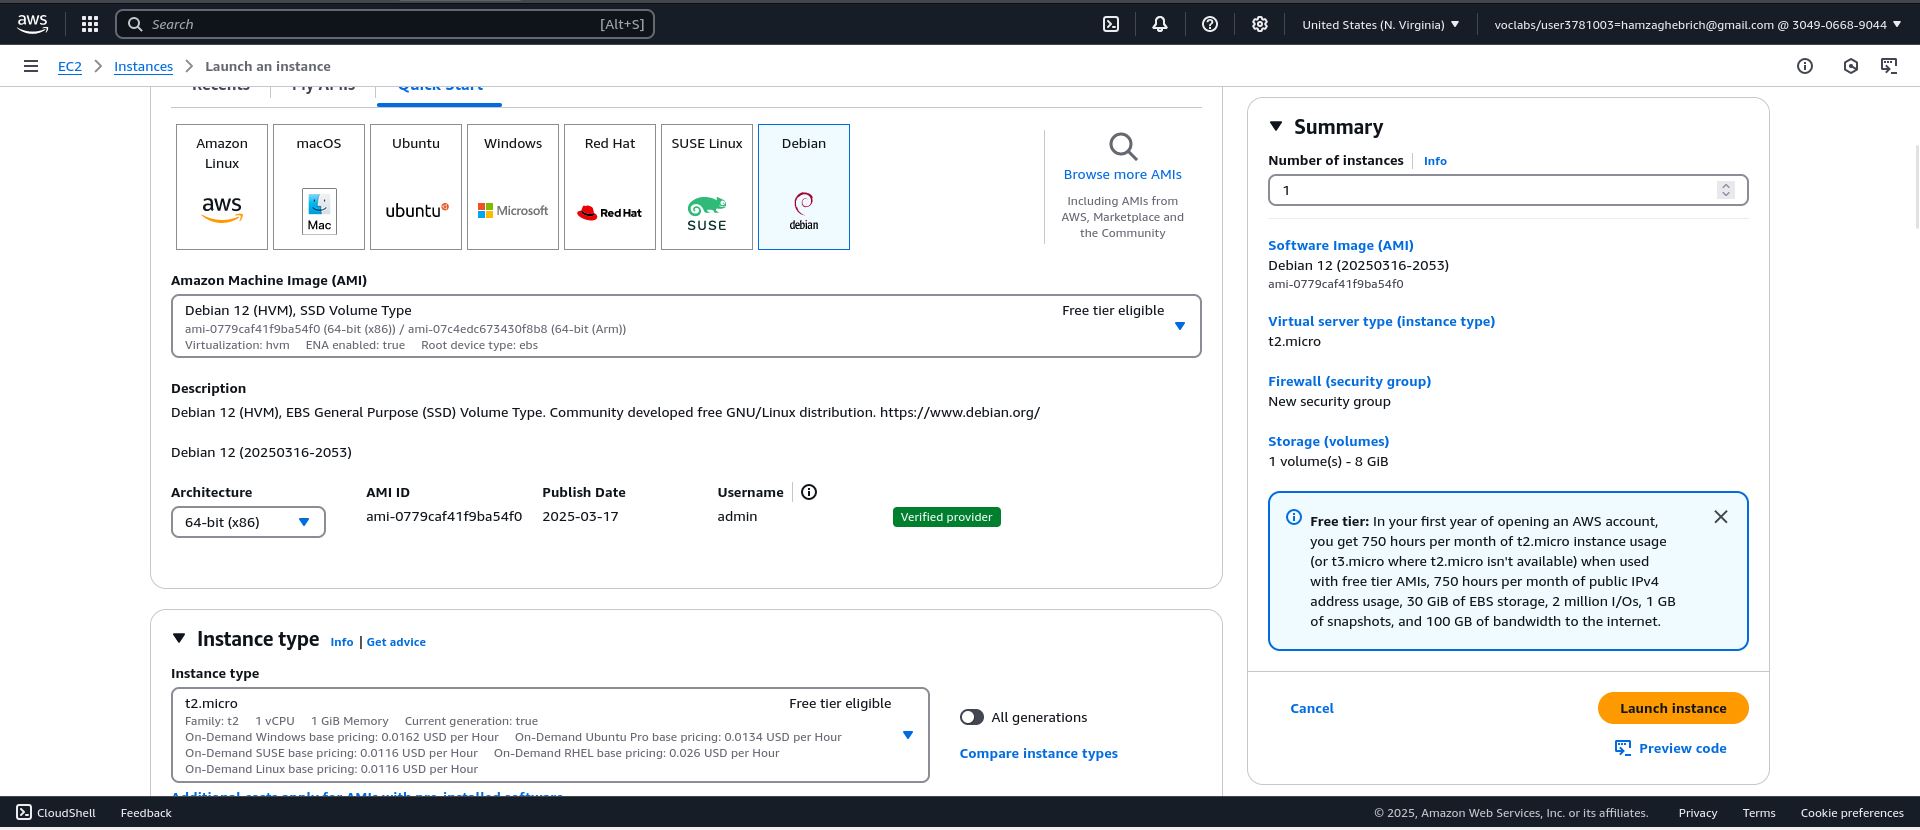 aws
Search
[Alt+S]
United States (N. Virginia)
voclabs/user3781003=hamzaghebrich@gmail.com @ 3049-0668-9044
EC2
Instances
Launch an instance
Recents
My AMIs
Quick Start
Amazon
Linux
aws
macOS
Mac
Ubuntu
ubuntu
Windows
Microsoft
Red Hat
Red Hat
SUSE Linux
SUSE
Debian
debian
Browse more AMIs
Including AMIs from
AWS, Marketplace and
the Community
Amazon Machine Image (AMI)
Debian 12 (HVM), SSD Volume Type
Free tier eligible
ami-0779caf41f9ba54f0 (64-bit (x86)) / ami-07c4edc673430f8b8 (64-bit (Arm))
Virtualization: hvm ENA enabled: true Root device type: ebs
Description
Debian 12 (HVM), EBS General Purpose (SSD) Volume Type. Community developed free GNU/Linux distribution. https://www.debian.org/
Debian 12 (20250316-2053)
Architecture
64-bit (x86)
AMI ID
ami-0779caf41f9ba54f0
Publish Date
2025-03-17
Username
admin
Verified provider
Instance type
Info | Get advice
Instance type
t2.micro
Free tier eligible
Family: t2 1 vCPU 1 GiB Memory Current generation: true
On-Demand Windows base pricing: 0.0162 USD per Hour On-Demand Ubuntu Pro base pricing: 0.0134 USD per Hour
On-Demand SUSE base pricing: 0.0116 USD per Hour On-Demand RHEL base pricing: 0.026 USD per Hour
On-Demand Linux base pricing: 0.0116 USD per Hour
All generations
Compare instance types
Additional costs apply for AMIs with pre-installed software
Summary
Number of instances
Info
1
Software Image (AMI)
Debian 12 (20250316-2053)
ami-0779caf41f9ba54f0
Virtual server type (instance type)
t2.micro
Firewall (security group)
New security group
Storage (volumes)
1 volume(s) - 8 GiB
Free tier: In your first year of opening an AWS account,
you get 750 hours per month of t2.micro instance usage
(or t3.micro where t2.micro isn't available) when used
with free tier AMIs, 750 hours per month of public IPv4
address usage, 30 GiB of EBS storage, 2 million I/Os, 1 GB
of snapshots, and 100 GB of bandwidth to the internet.
Cancel
Launch instance
Preview code
CloudShell
Feedback
© 2025, Amazon Web Services, Inc. or its affiliates.
Privacy
Terms
Cookie preferences